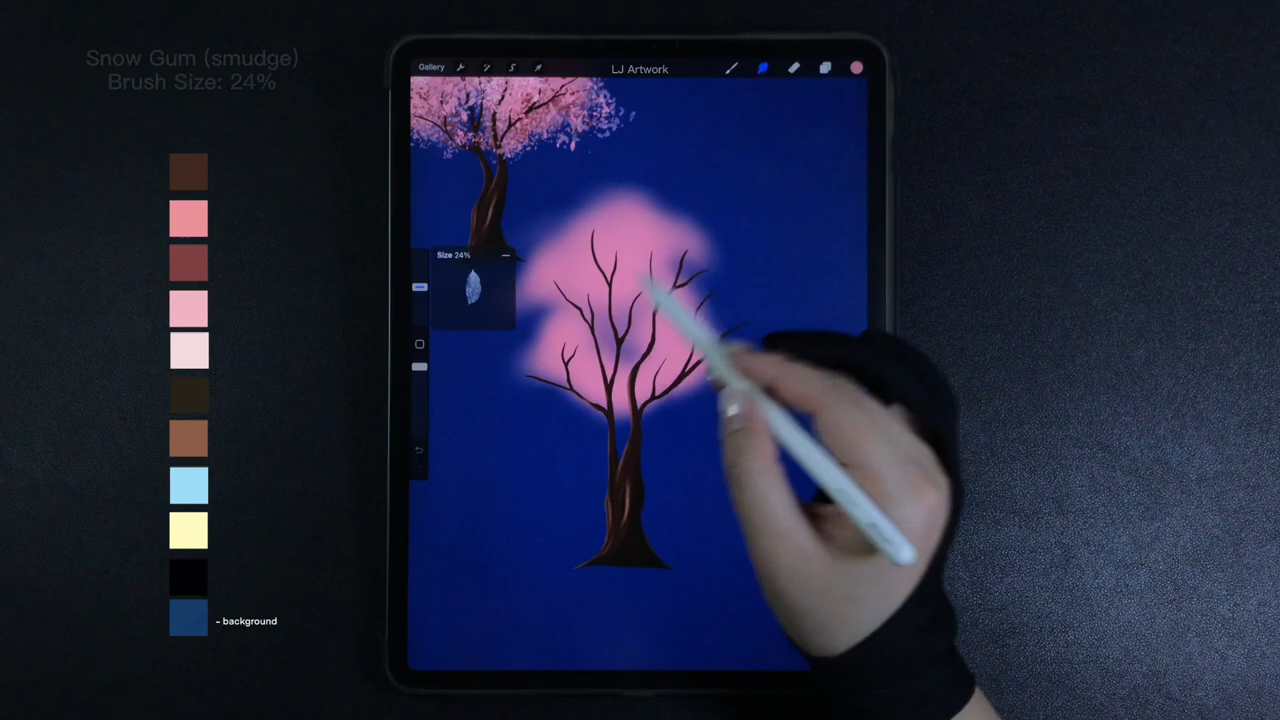 Snow Gum (smudge)
Brush Size: 24%
Gallery
LJ Artwork
Size 24%
- background